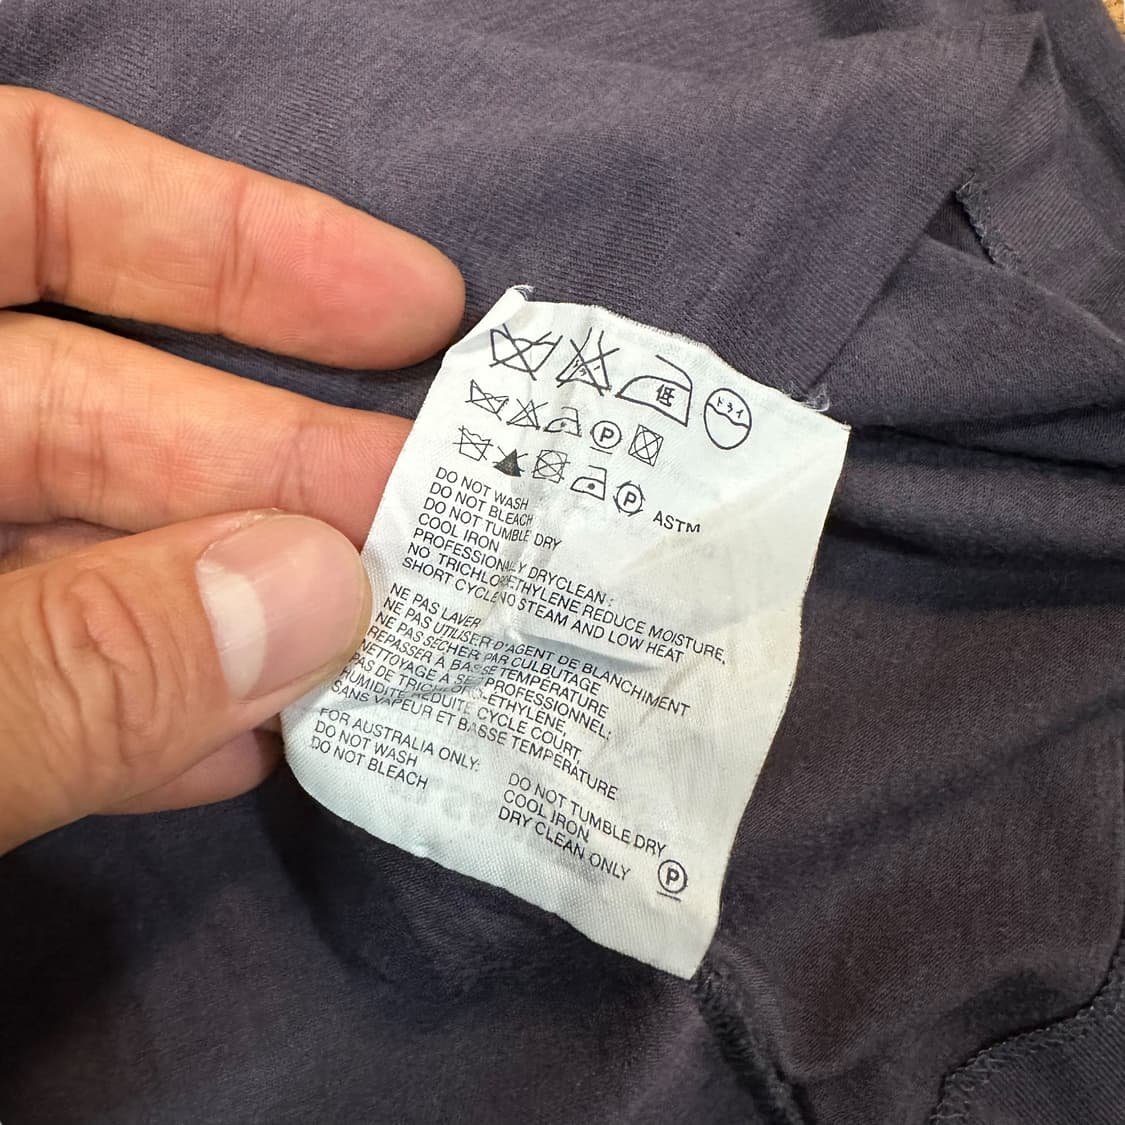 低 ドライ
P
P ASTM
DO NOT WASH
DO NOT BLEACH
DO NOT TUMBLE DRY
COOL IRON
PROFESSIONALLY DRYCLEAN :
NO TRICHLOROETHYLENE REDUCE MOISTURE,
SHORT CYCLE NO STEAM AND LOW HEAT
NE PAS LAVER
NE PAS UTILISER D'AGENT DE BLANCHIMENT
NE PAS SÉCHER PAR CULBUTAGE
REPASSER À BASSE TEMPÉRATURE
NETTOYAGE À SEC PROFESSIONNEL:
PAS DE TRICHLOROÉTHYLÈNE,
HUMIDITE REDUITE CYCLE COURT,
SANS VAPEUR ET BASSE TEMPÉRATURE
FOR AUSTRALIA ONLY:
DO NOT WASH
DO NOT BLEACH
DO NOT TUMBLE DRY
COOL IRON
DRY CLEAN ONLY P